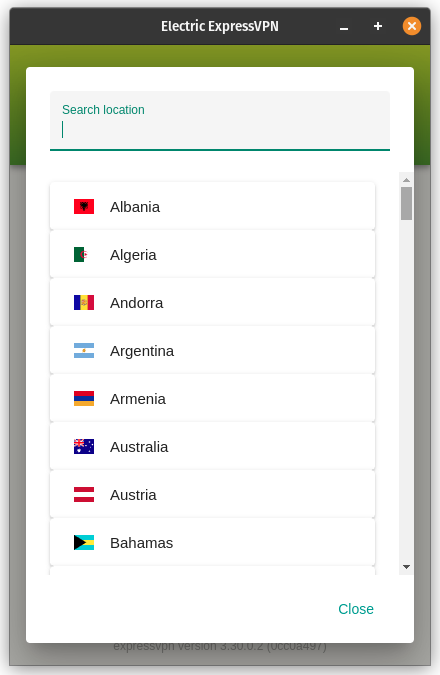 Electric ExpressVPN
Search location
Albania
Algeria
Andorra
Argentina
Armenia
Australia
Austria
Bahamas
Close
expressvpn version 3.30.0.2 (0cc0a497)